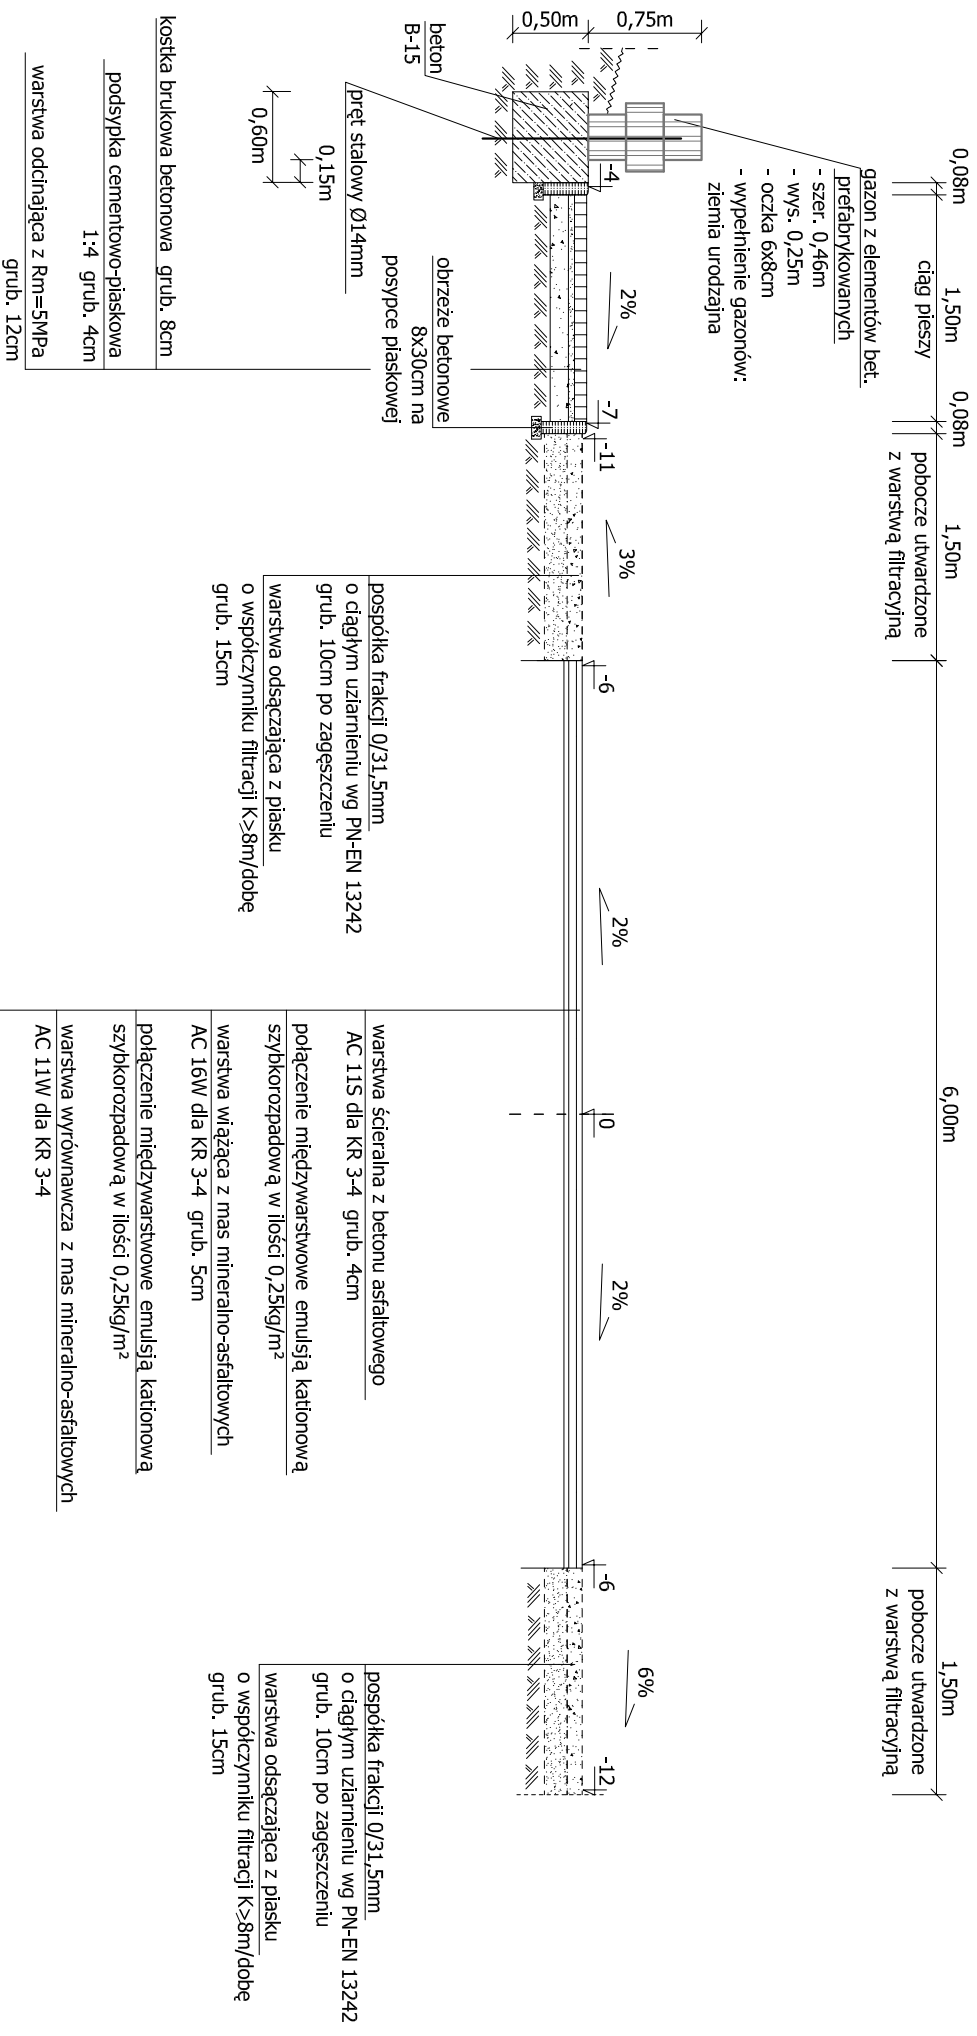 0,08m
1,50m
0,08m
1,50m
6,00m
1,50m
ciąg pieszy
pobocze utwardzone
z warstwą filtracyjną
pobocze utwardzone
z warstwą filtracyjną
gazon z elementów bet.
prefabrykowanych
- szer. 0,46m
- wys. 0,25m
- oczka 6x8cm
- wypełnienie gazonów:
ziemia urodzajna
0,75m
0,50m
2%
3%
2%
2%
6%
-4
-7
-11
-6
0
-6
-12
beton
B-15
pręt stalowy Ø14mm
0,15m
0,60m
obrzeże betonowe
8x30cm na
posypce piaskowej
kostka brukowa betonowa grub. 8cm
podsypka cementowo-piaskowa
1:4 grub. 4cm
warstwa odcinająca z Rm=5MPa
grub. 12cm
pospółka frakcji 0/31,5mm
o ciągłym uziarnieniu wg PN-EN 13242
grub. 10cm po zagęszczeniu
warstwa odsączająca z piasku
o współczynniku filtracji K≥8m/dobę
grub. 15cm
warstwa ścieralna z betonu asfaltowego
AC 11S dla KR 3-4 grub. 4cm
połączenie międzywarstwowe emulsją kationową
szybkorozpadową w ilości 0,25kg/m²
warstwa wiążąca z mas mineralno-asfaltowych
AC 16W dla KR 3-4 grub. 5cm
połączenie międzywarstwowe emulsją kationową
szybkorozpadową w ilości 0,25kg/m²
warstwa wyrównawcza z mas mineralno-asfaltowych
AC 11W dla KR 3-4
pospółka frakcji 0/31,5mm
o ciągłym uziarnieniu wg PN-EN 13242
grub. 10cm po zagęszczeniu
warstwa odsączająca z piasku
o współczynniku filtracji K≥8m/dobę
grub. 15cm